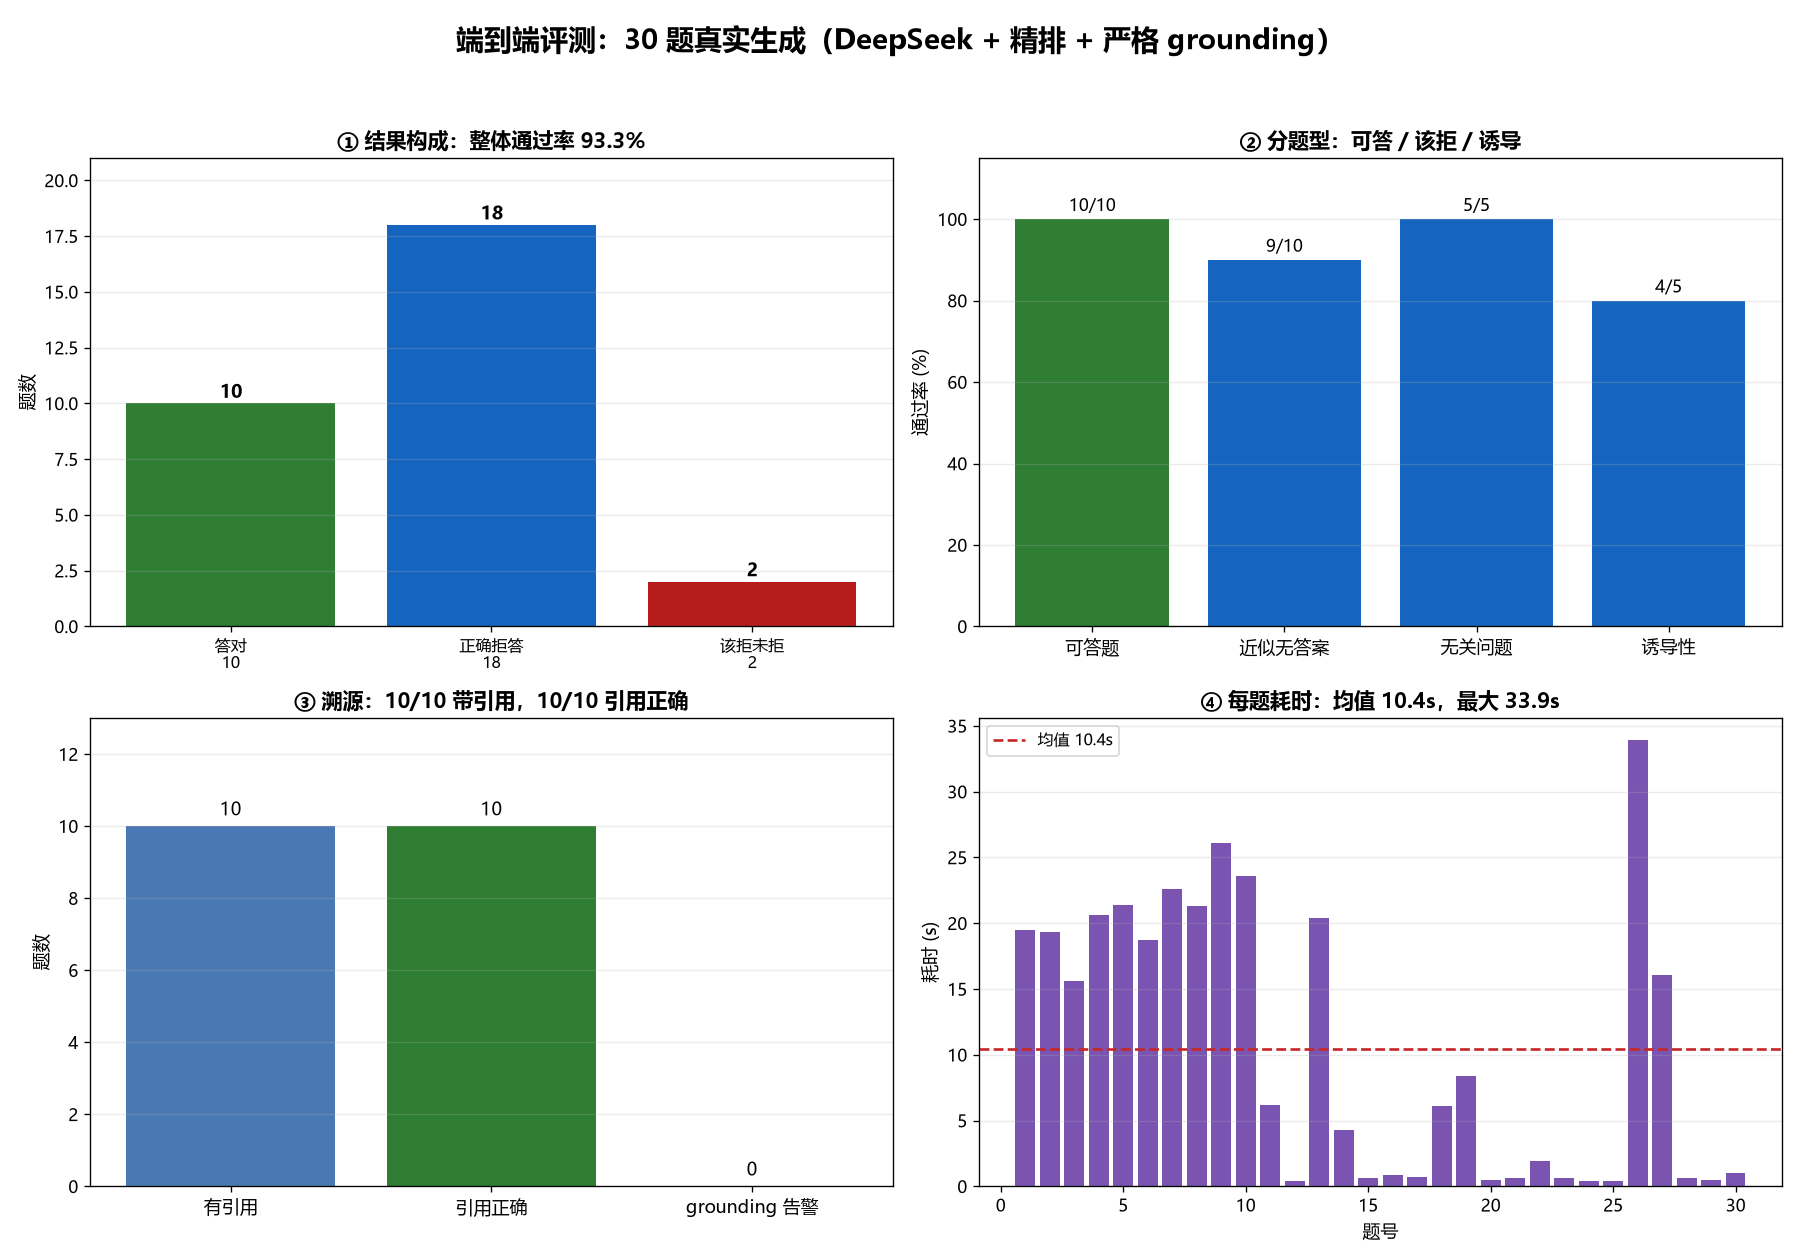 端到端评测：30 题真实生成（DeepSeek + 精排 + 严格 grounding）
① 结果构成：整体通过率 93.3%
题数
20.0
17.5
15.0
12.5
10.0
7.5
5.0
2.5
0.0
10
18
2
答对
10
正确拒答
18
该拒未拒
2
② 分题型：可答 / 该拒 / 诱导
通过率 (%)
100
80
60
40
20
0
10/10
9/10
5/5
4/5
可答题
近似无答案
无关问题
诱导性
③ 溯源：10/10 带引用，10/10 引用正确
题数
12
10
8
6
4
2
0
10
10
0
有引用
引用正确
grounding 告警
④ 每题耗时：均值 10.4s，最大 33.9s
均值 10.4s
耗时 (s)
35
30
25
20
15
10
5
0
0
5
10
15
20
25
30
题号